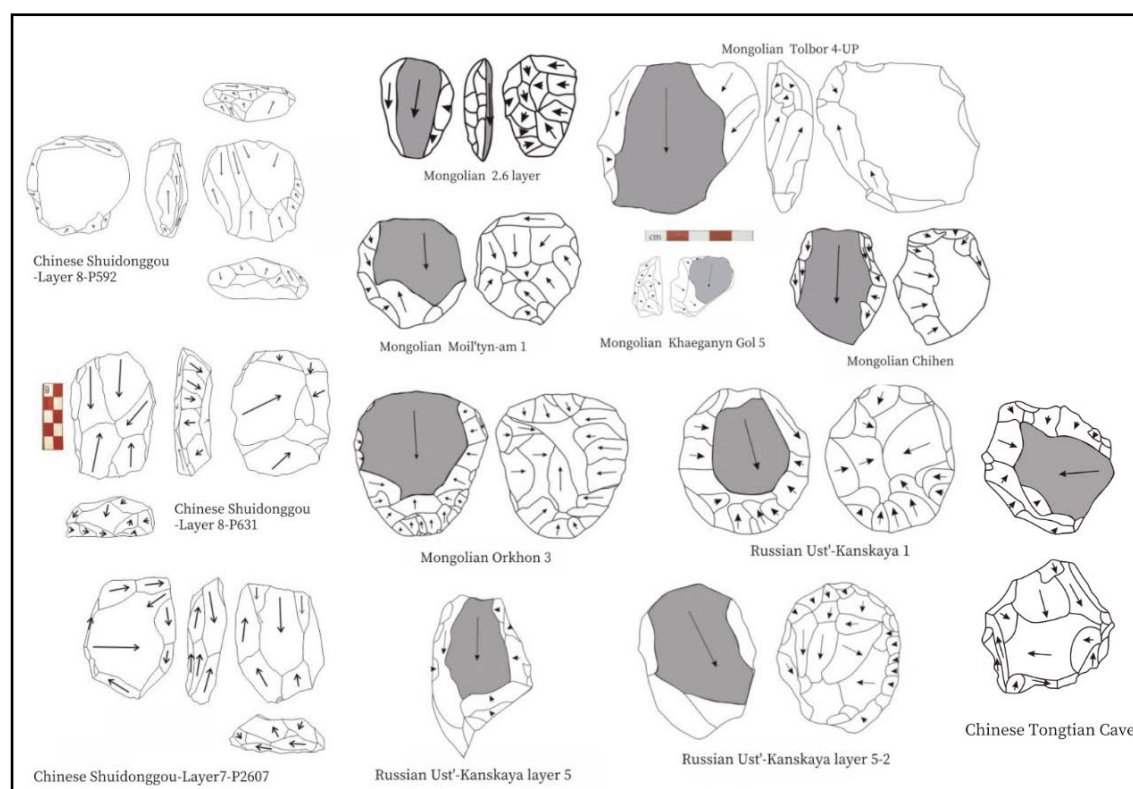 Mongolian Tolbor 4-UP
Mongolian 2.6 layer
Chinese Shuidonggou
-Layer 8-P592
cm
Mongolian Moil'tyn-am 1
Mongolian Khaeganyn Gol 5
Mongolian Chihen
Chinese Shuidonggou
-Layer 8-P631
Mongolian Orkhon 3
Russian Ust'-Kanskaya 1
Chinese Tongtian Cave
Chinese Shuidonggou-Layer7-P2607
Russian Ust'-Kanskaya layer 5
Russian Ust'-Kanskaya layer 5-2